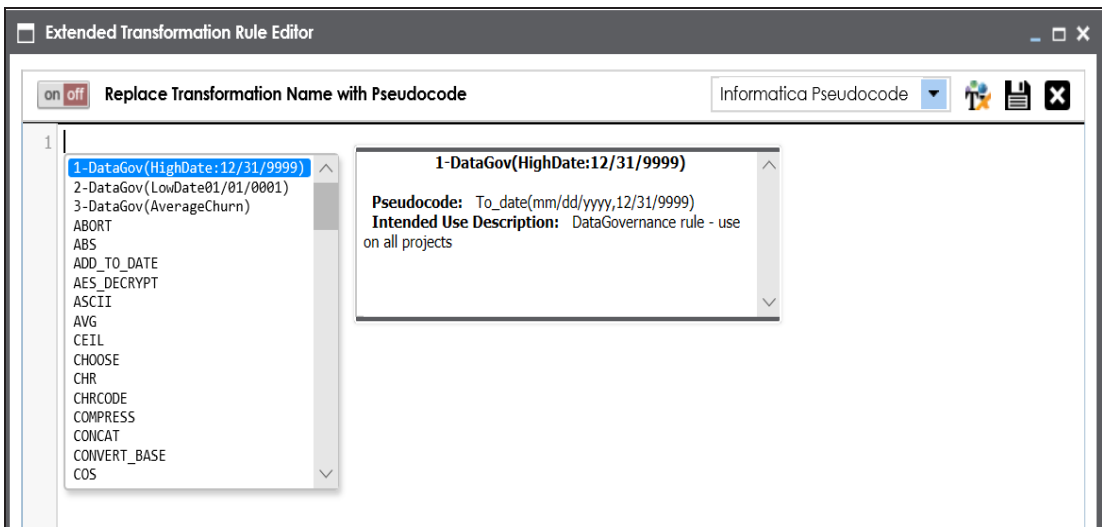 Extended Transformation Rule Editor
on off Replace Transformation Name with Pseudocode Informatica Pseudocode
1
1-DataGov(HighDate:12/31/9999)
2-DataGov(LowDate01/01/0001)
3-DataGov(AverageChurn)
ABORT
ABS
ADD_TO_DATE
AES_DECRYPT
ASCII
AVG
CEIL
CHOOSE
CHR
CHRCODE
COMPRESS
CONCAT
CONVERT_BASE
COS
1-DataGov(HighDate:12/31/9999)
Pseudocode: To_date(mm/dd/yyyy,12/31/9999)
Intended Use Description: DataGovernance rule - use
on all projects